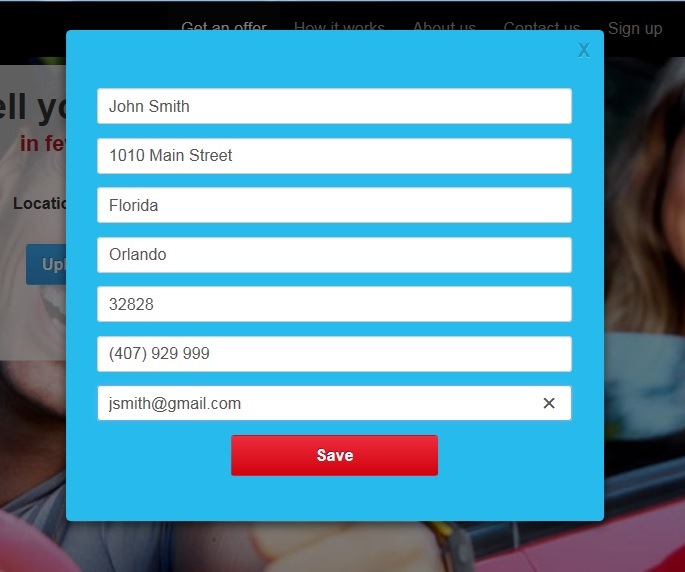 Get an offer How it works About us Contact us Sign up
X
ell yo
in fe
John Smith
1010 Main Street
Florida
Locatio
Orlando
Upl
32828
(407) 929 999
jsmith@gmail.com ✕
Save